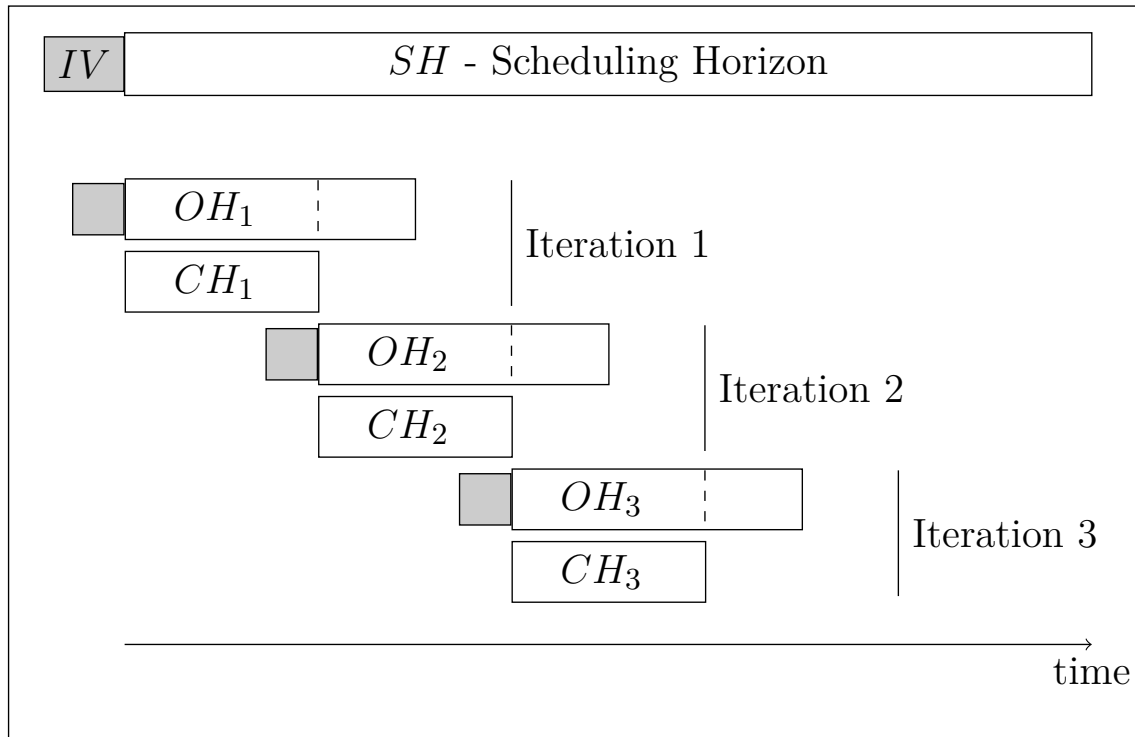 IV
SH - Scheduling Horizon
OH₁
Iteration 1
CH₁
OH₂
Iteration 2
CH₂
OH₃
Iteration 3
CH₃
time